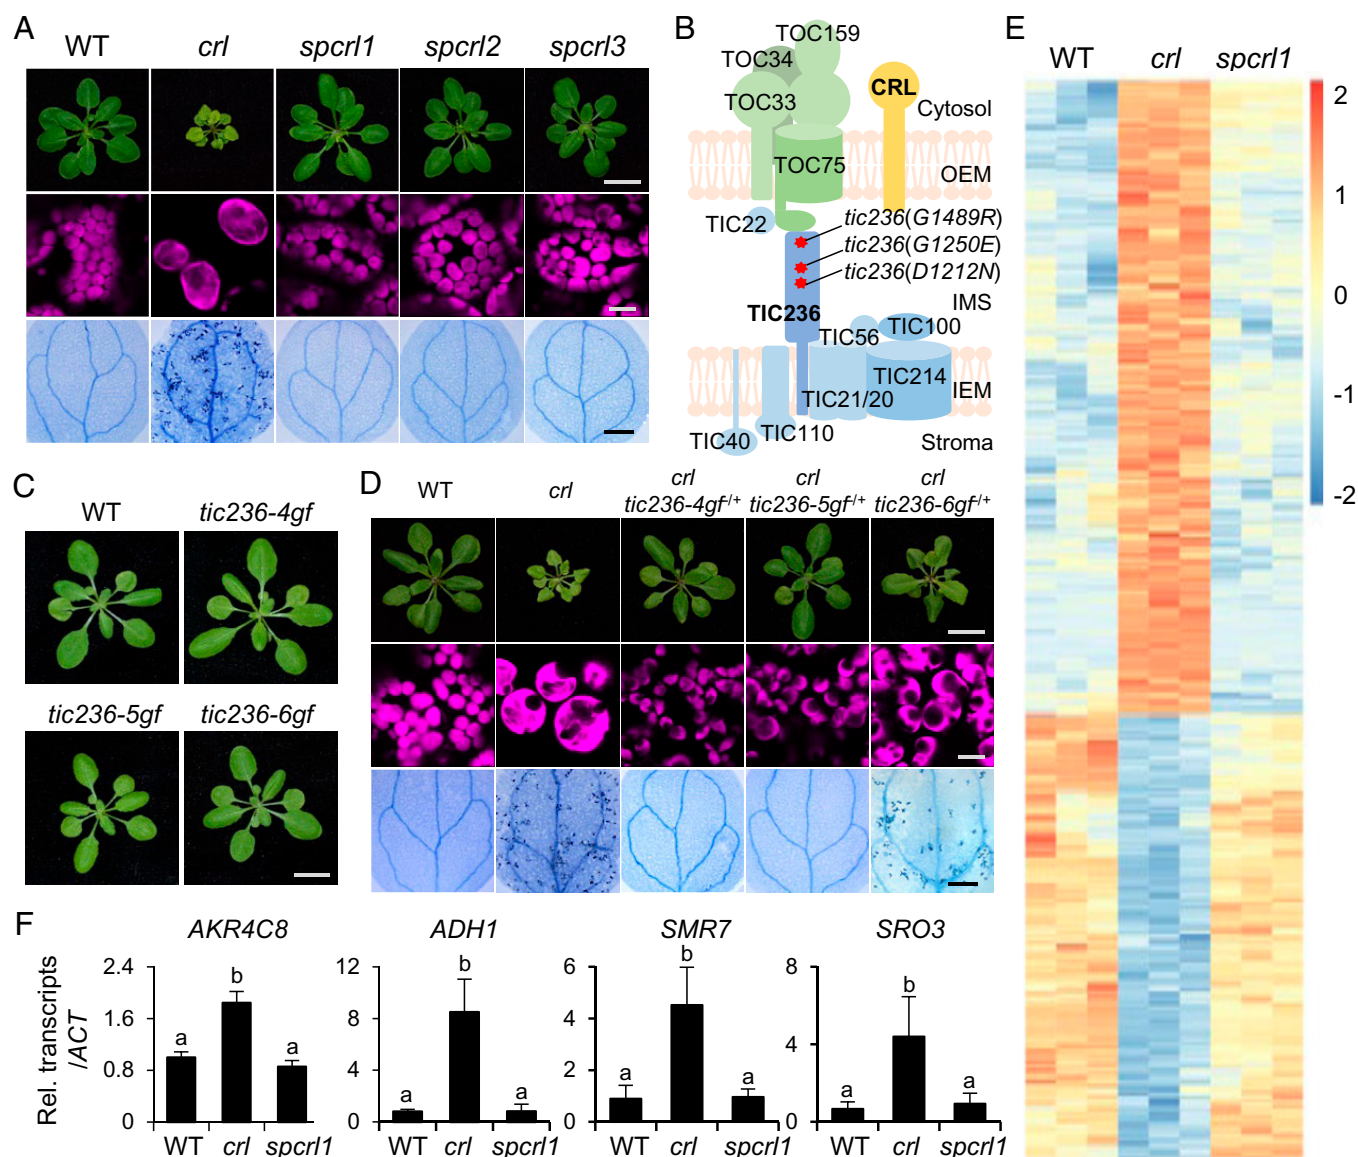 A
WT
crl
spcrl1
spcrl2
spcrl3
B
TOC159
TOC34
TOC33
CRL
Cytosol
TOC75
OEM
TIC22
tic236(G1489R)
tic236(G1250E)
tic236(D1212N)
IMS
TIC236
TIC56
TIC100
TIC214
TIC21/20
IEM
TIC40
TIC110
Stroma
C
WT
tic236-4gf
tic236-5gf
tic236-6gf
D
WT
crl
crl tic236-4gf-/+
crl tic236-5gf-/+
crl tic236-6gf-/+
E
WT
crl
spcrl1
2
1
0
-1
-2
F
Rel. transcripts /ACT
AKR4C8
2.4
1.6
0.8
0
a
b
a
WT
crl
spcrl1
ADH1
12
8
4
0
a
b
a
WT
crl
spcrl1
SMR7
6
4
2
0
a
b
a
WT
crl
spcrl1
SRO3
8
4
0
a
b
a
WT
crl
spcrl1